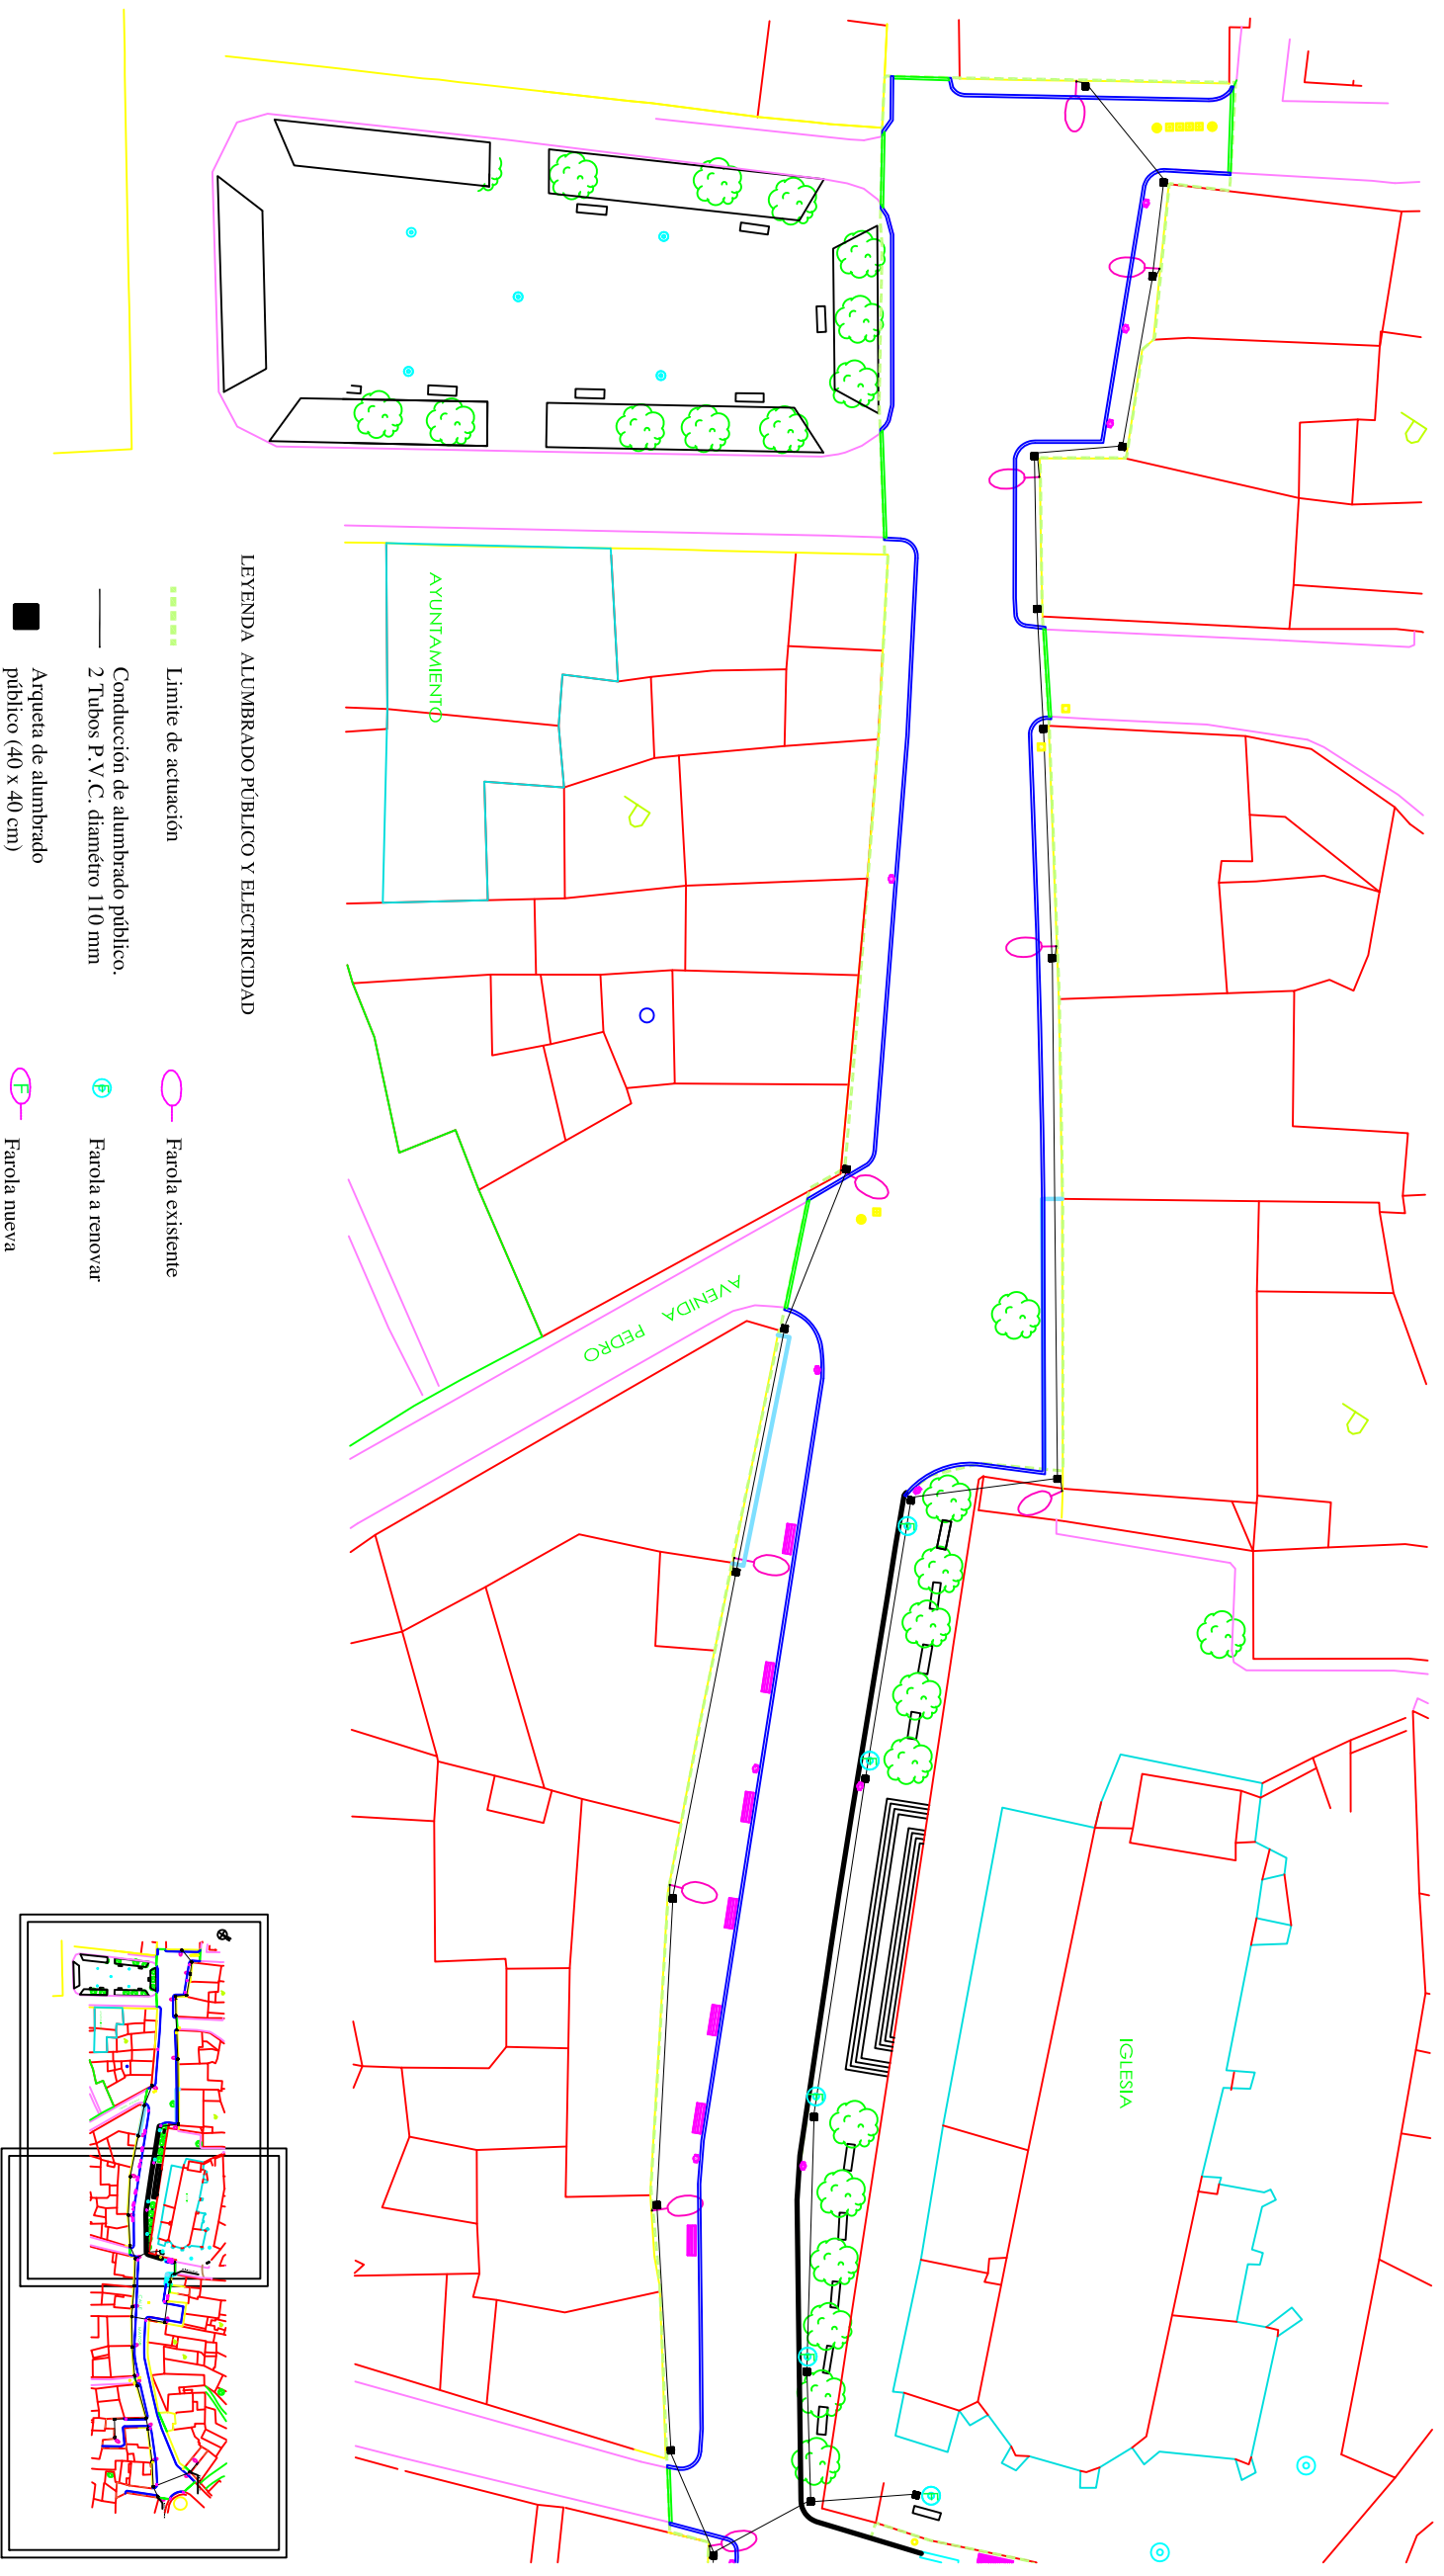 LEYENDA ALUMBRADO PÚBLICO Y ELECTRICIDAD
Limite de actuación
Conducción de alumbrado público.
2 Tubos P.V.C. diamétro 110 mm
Arqueta de alumbrado
público (40 x 40 cm)
Farola existente
Farola a renovar
F
Farola nueva
AYUNTAMIENTO
AVENIDA PEDRO
IGLESIA
P
P
P